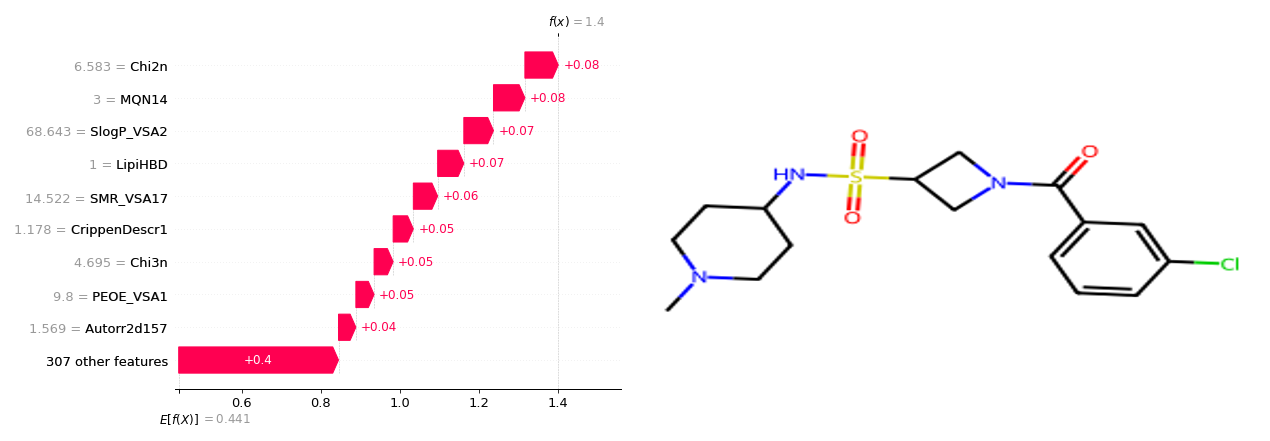 f(x) = 1.4
6.583 = Chi2n
+0.08
3 = MQN14
+0.08
68.643 = SlogP_VSA2
+0.07
1 = LipiHBD
+0.07
14.522 = SMR_VSA17
+0.06
1.178 = CrippenDescr1
+0.05
4.695 = Chi3n
+0.05
9.8 = PEOE_VSA1
+0.05
1.569 = Autorr2d157
+0.04
307 other features
+0.4
0.6 0.8 1.0 1.2 1.4
E[f(X)] = 0.441
O
HN
S
O
N
O
N
Cl